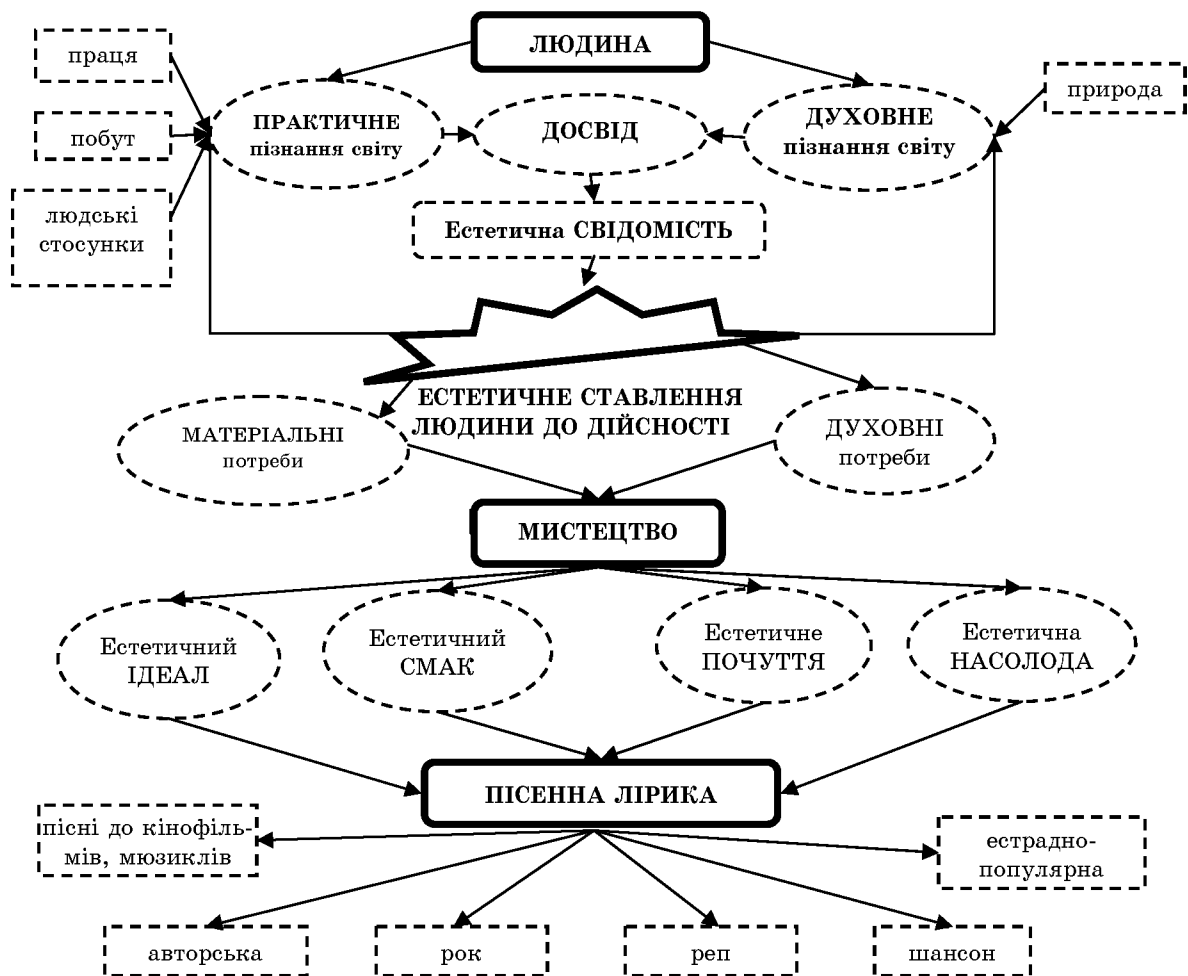 ЛЮДИНА
праця
природа
побут
ПРАКТИЧНЕ
пізнання світу
ДОСВІД
ДУХОВНЕ
пізнання світу
людські
стосунки
Естетична СВІДОМІСТЬ
ЕСТЕТИЧНЕ СТАВЛЕННЯ
ЛЮДИНИ ДО ДІЙСНОСТІ
МАТЕРІАЛЬНІ
потреби
ДУХОВНІ
потреби
МИСТЕЦТВО
Естетичний
ІДЕАЛ
Естетичний
СМАК
Естетичне
ПОЧУТТЯ
Естетична
НАСОЛОДА
ПІСЕННА ЛІРИКА
пісні до кінофіль-
мів, мюзиклів
естрадно-
популярна
авторська
рок
реп
шансон